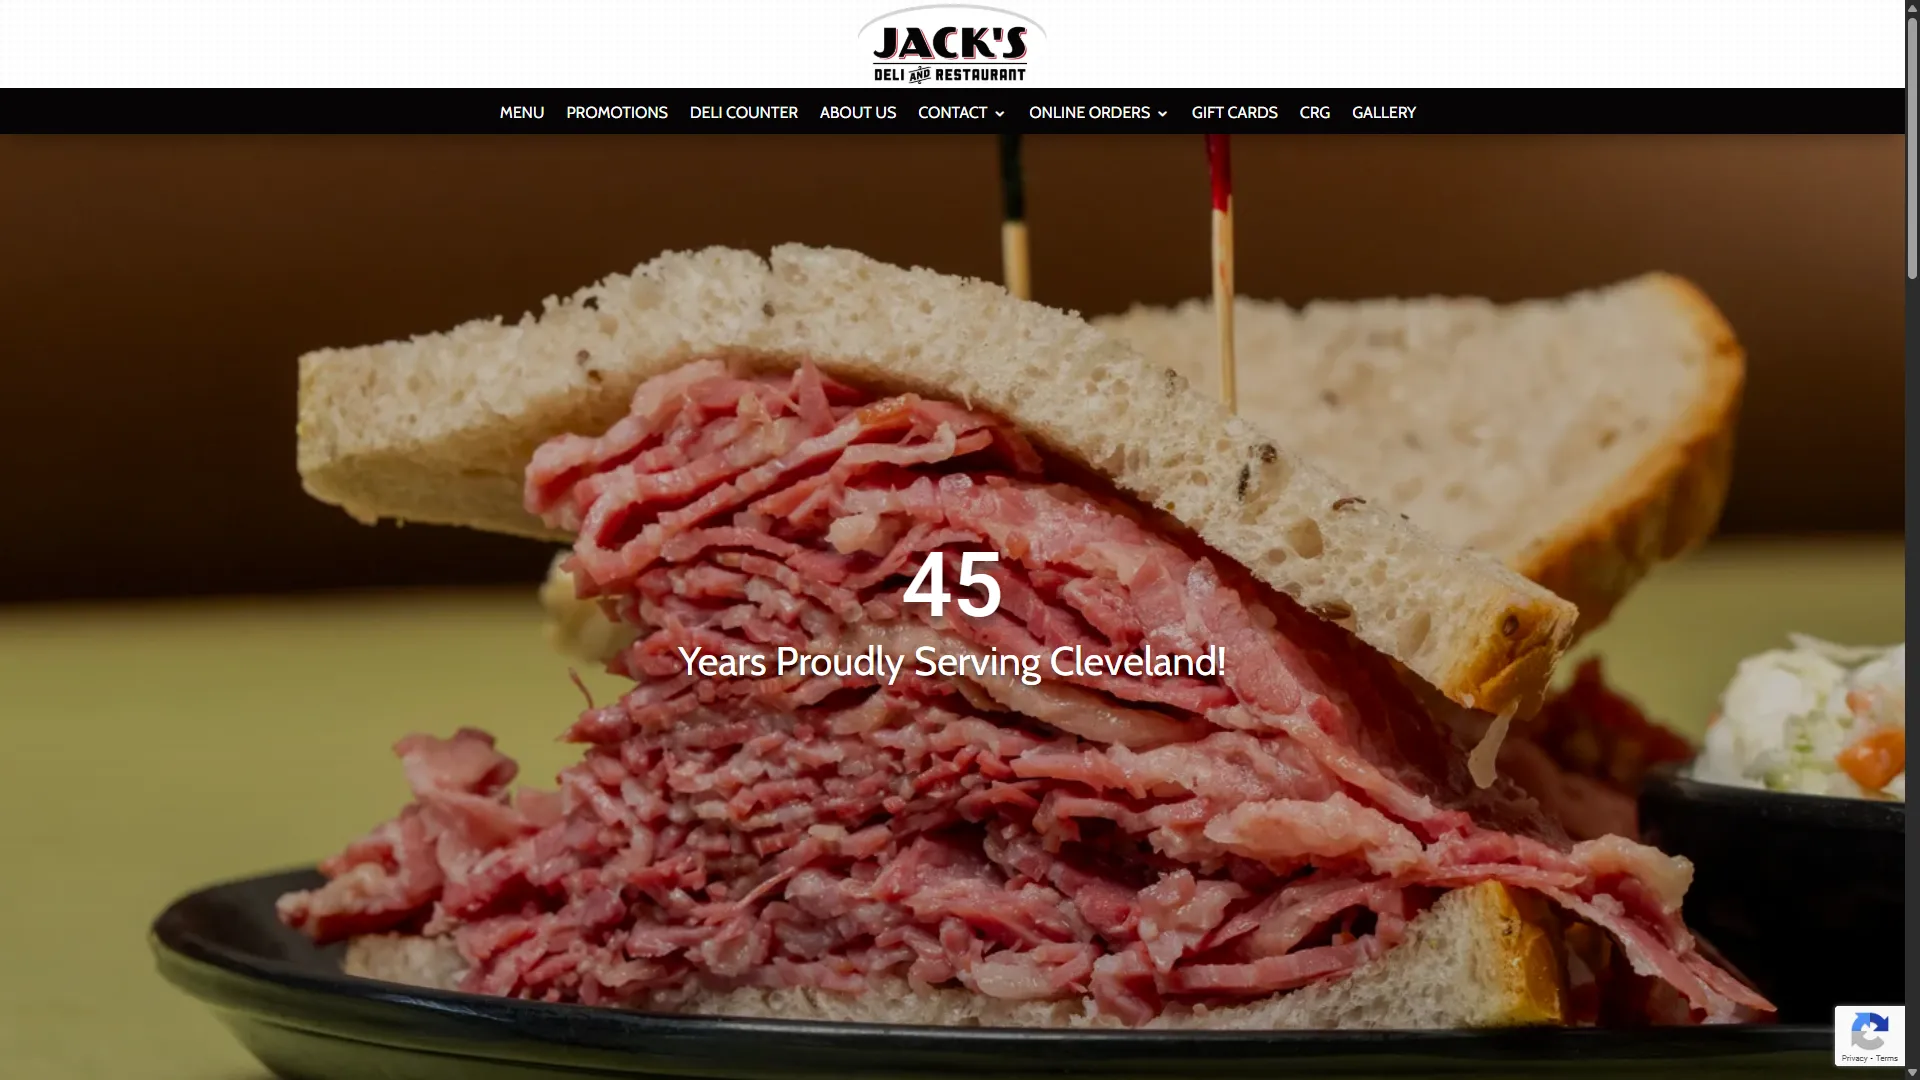 JACK'S
DELI AND RESTAURANT
MENU PROMOTIONS DELI COUNTER ABOUT US CONTACT ONLINE ORDERS GIFT CARDS CRG GALLERY
45
Years Proudly Serving Cleveland!
Privacy - Terms